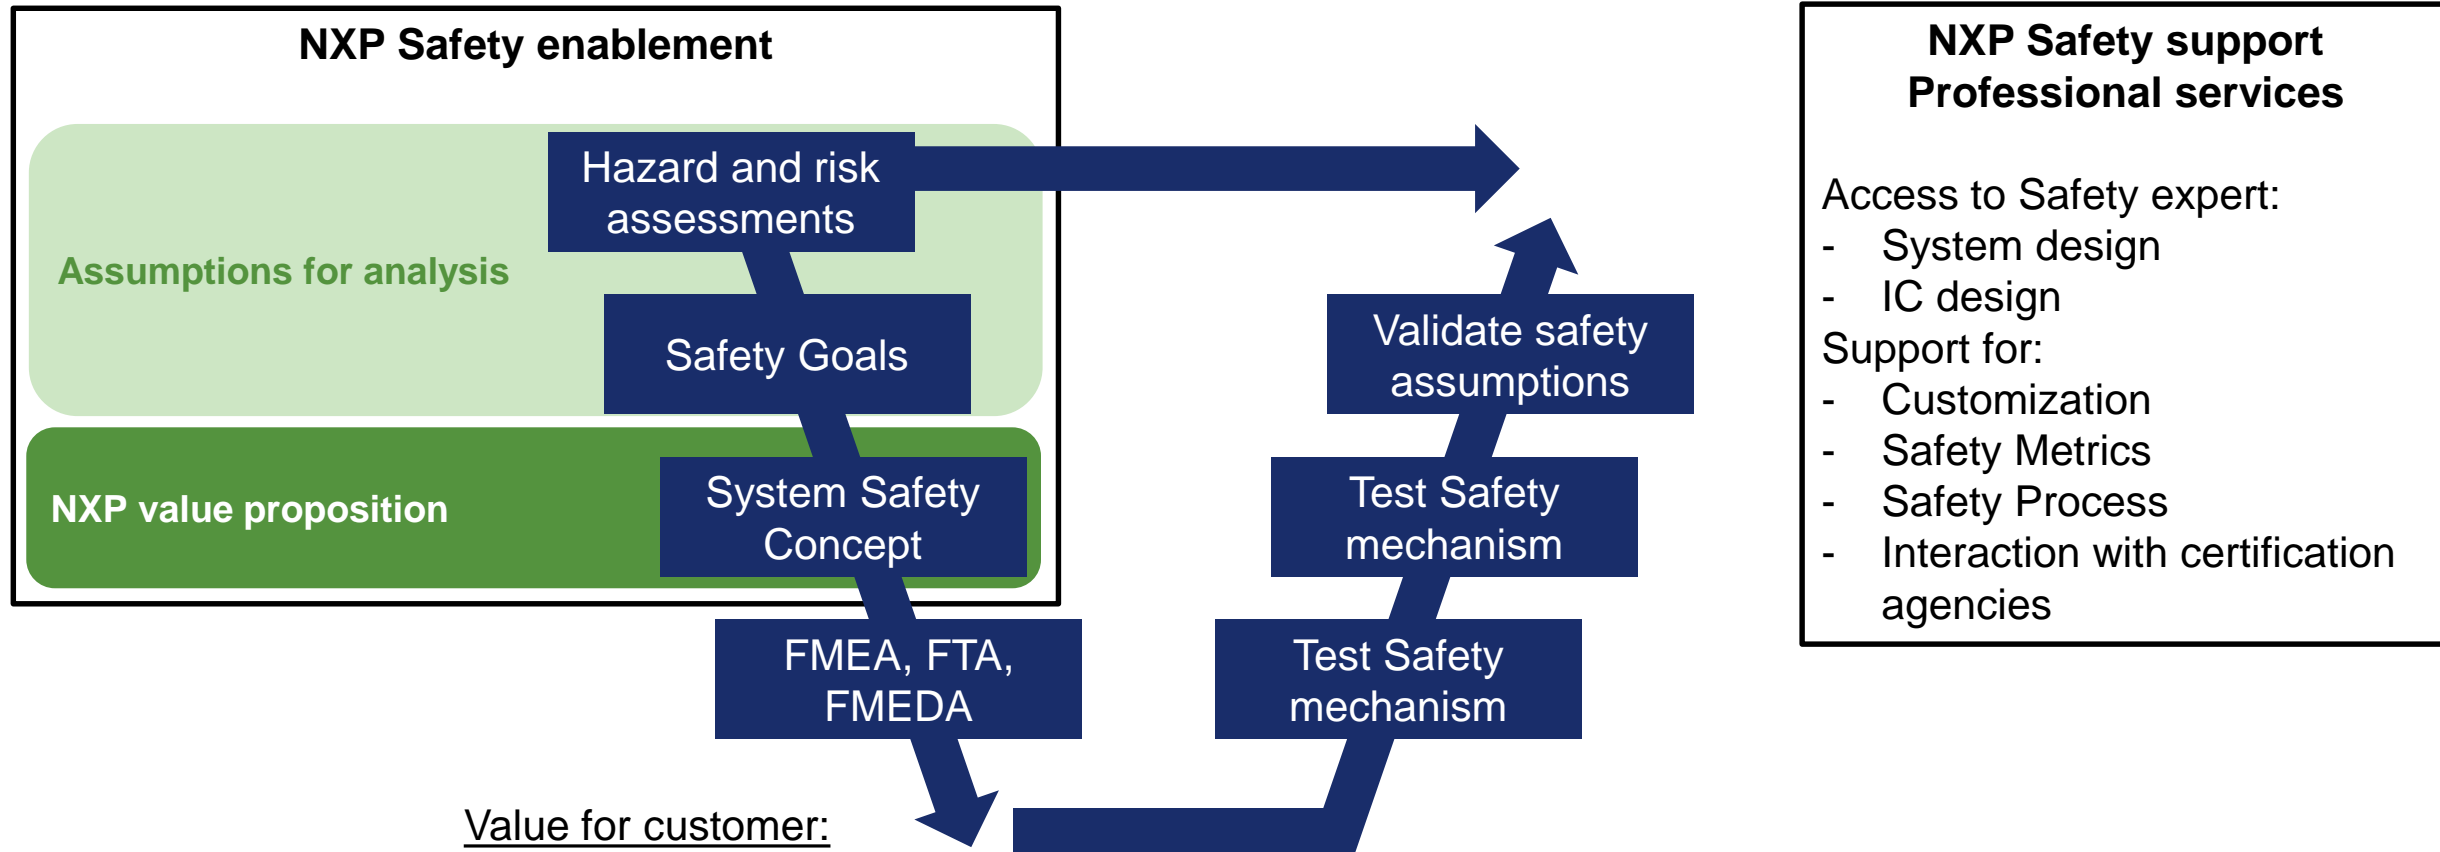 NXP Safety enablement
Hazard and risk
assessments
Assumptions for analysis
Safety Goals
NXP value proposition
System Safety
Concept
FMEA, FTA,
FMEDA
Value for customer:
Validate safety
assumptions
Test Safety
mechanism
Test Safety
mechanism
NXP Safety support
Professional services
Access to Safety expert:
- System design
- IC design
Support for:
- Customization
- Safety Metrics
- Safety Process
- Interaction with certification
agencies